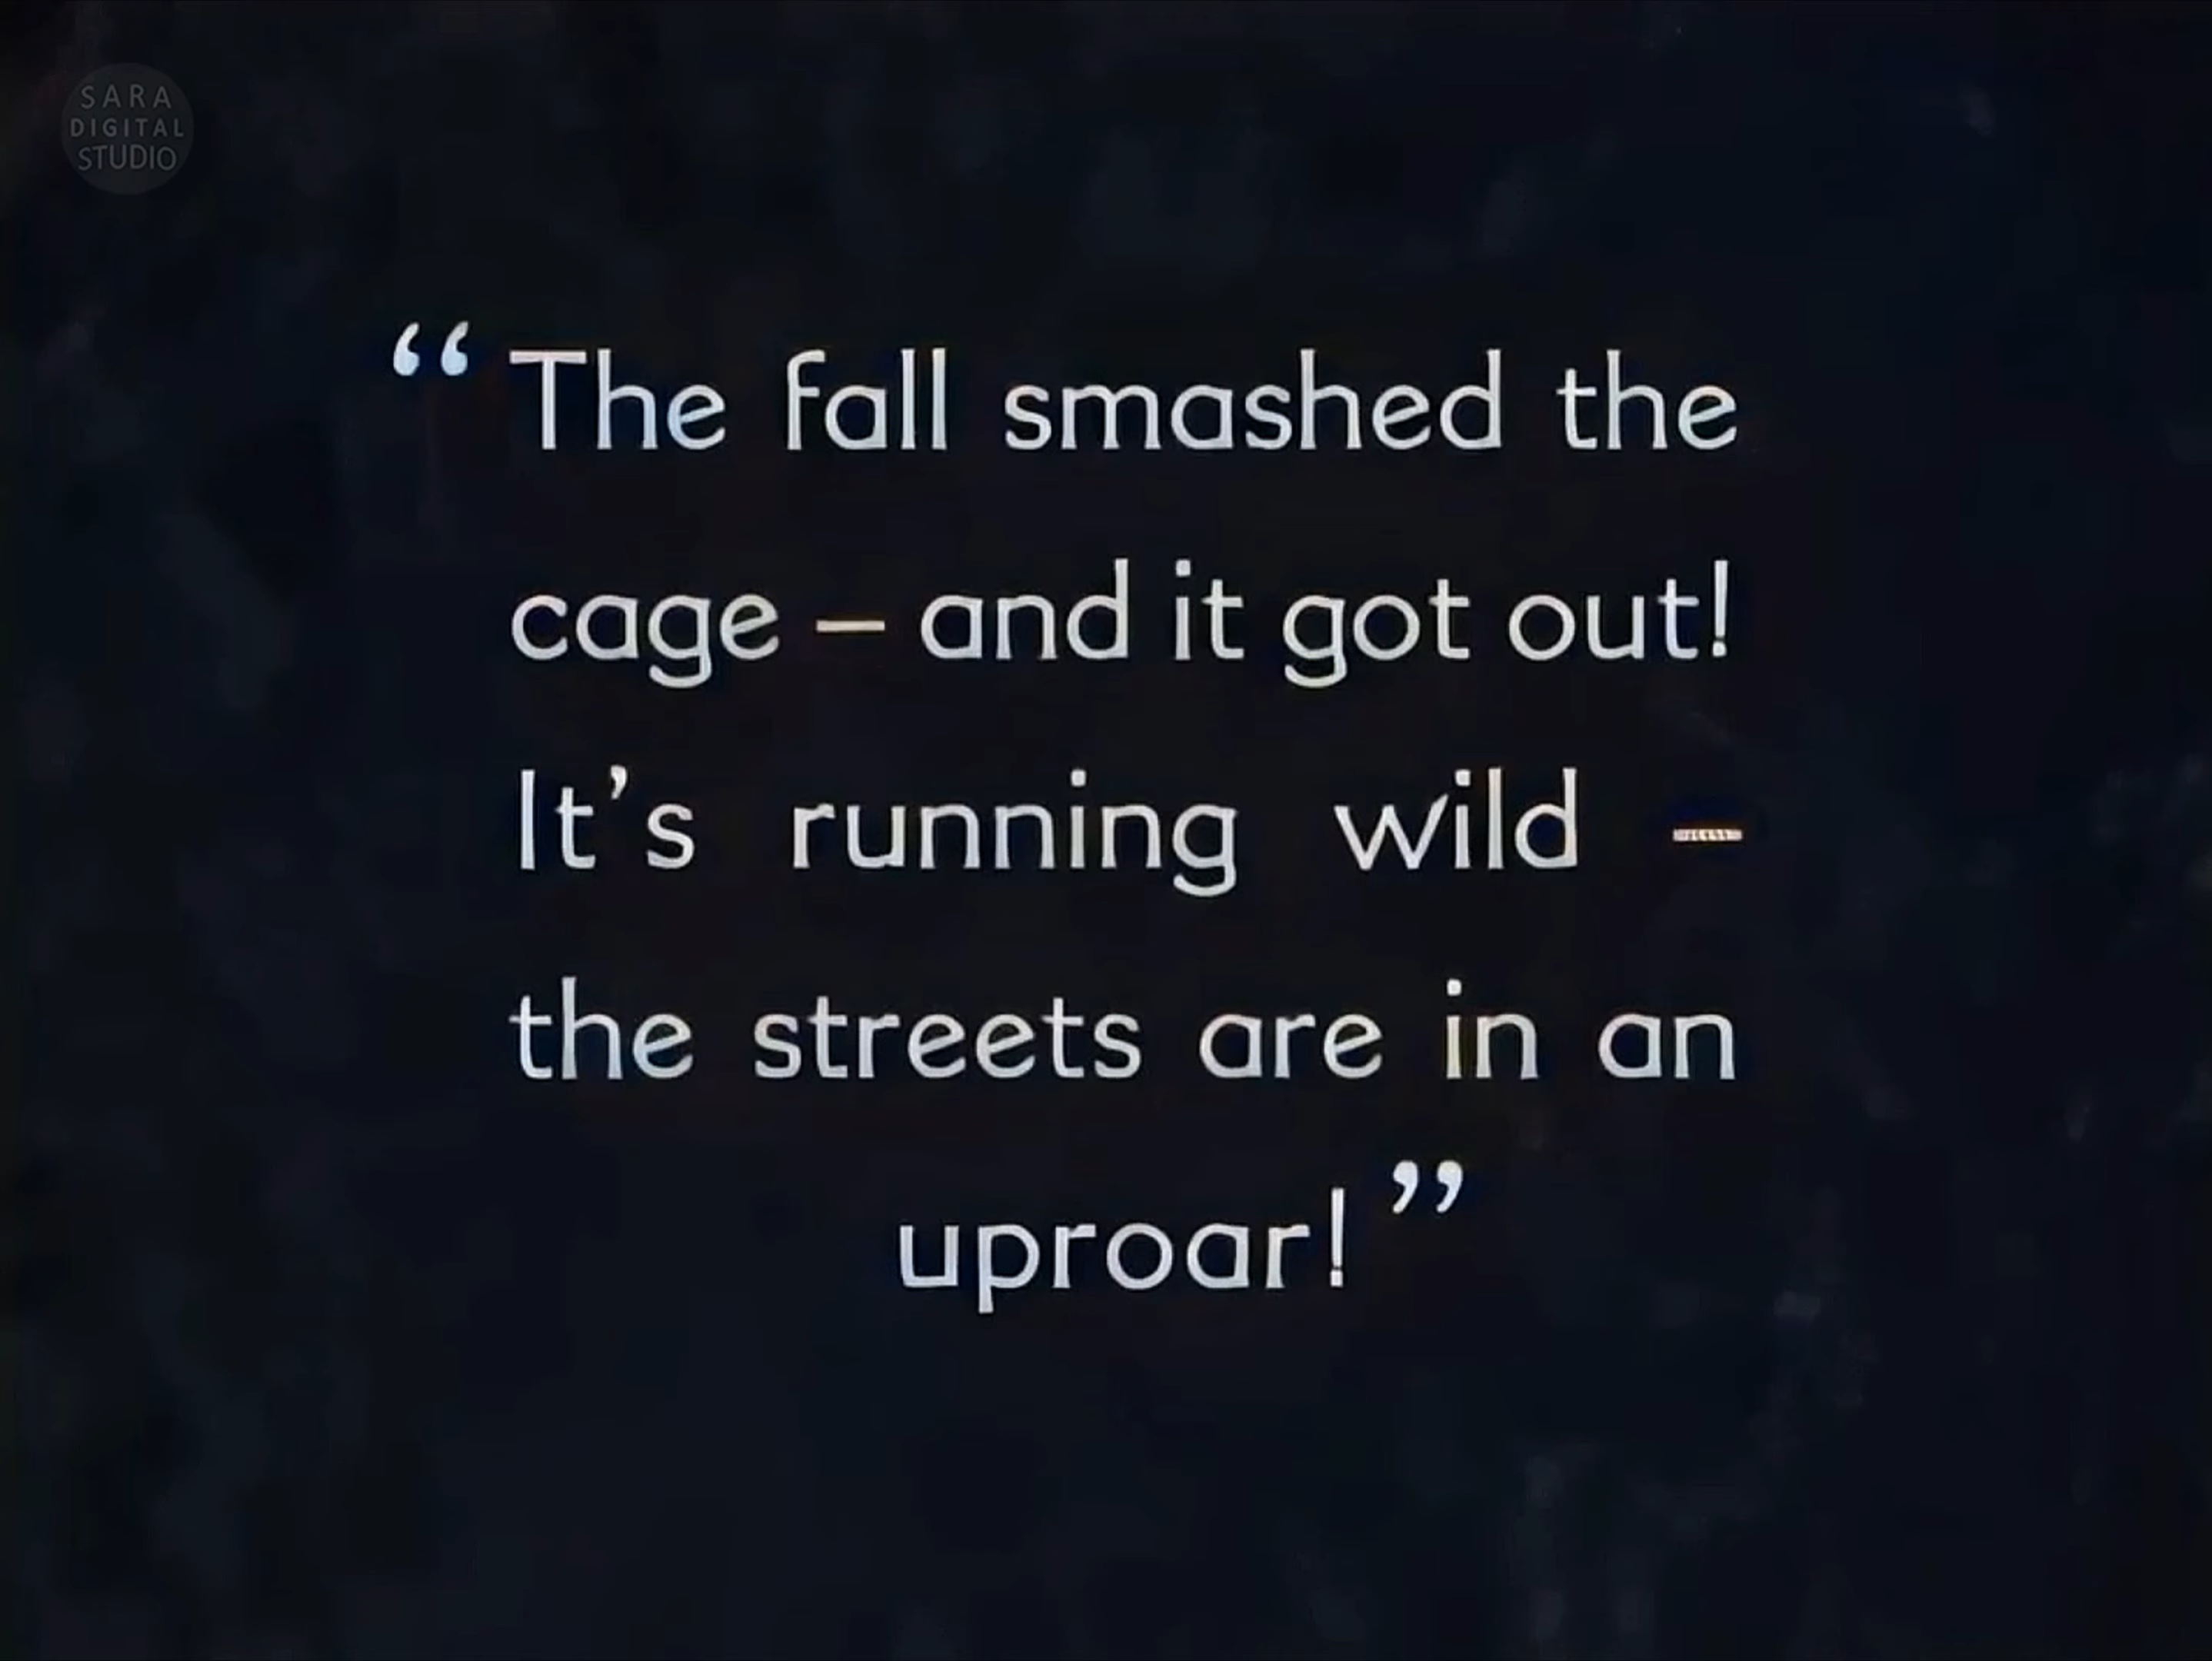 SARA
DIGITAL
STUDIO
“The fall smashed the
cage – and it got out!
It’s running wild –
the streets are in an
uproar!”